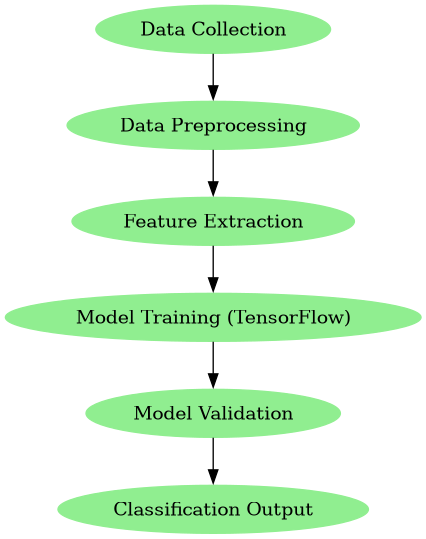 Data Collection
Data Preprocessing
Feature Extraction
Model Training (TensorFlow)
Model Validation
Classification Output